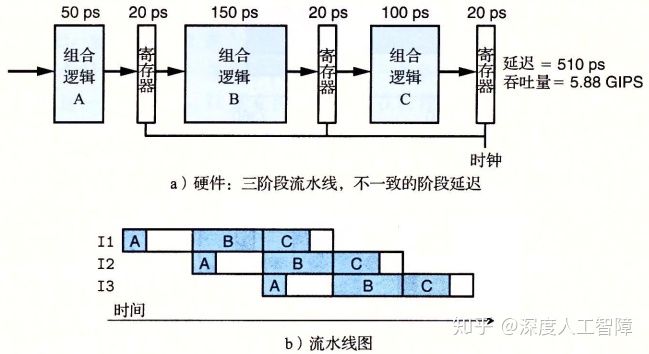 50 ps 20 ps 150 ps 20 ps 100 ps 20 ps
组合
逻辑
A
寄存器
组合
逻辑
B
寄存器
组合
逻辑
C
寄存器
延迟 = 510 ps
吞吐量 = 5.88 GIPS
时钟
a）硬件：三阶段流水线，不一致的阶段延迟
I1 A B C
I2 A B C
I3 A B C
时间
b）流水线图
知乎 @深度人工智障